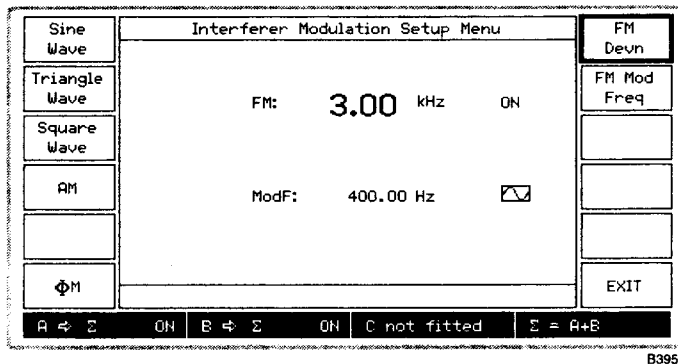 Sine
Wave
Triangle
Wave
Square
Wave
AM
ΦM
Interferer Modulation Setup Menu
FM: 3.00 kHz ON
ModF: 400.00 Hz
FM
Devn
FM Mod
Freq
EXIT
A ⇨ Σ ON B ⇨ Σ ON C not fitted Σ = A+B
B395